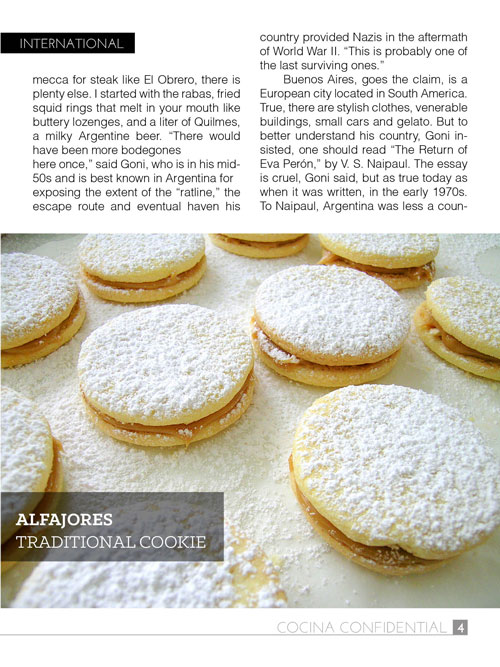 INTERNATIONAL
mecca for steak like El Obrero, there is
plenty else. I started with the rabas, fried
squid rings that melt in your mouth like
buttery lozenges, and a liter of Quilmes,
a milky Argentine beer. “There would
have been more bodegones
here once,” said Goni, who is in his mid-
50s and is best known in Argentina for
exposing the extent of the “ratline,” the
escape route and eventual haven his
country provided Nazis in the aftermath
of World War II. “This is probably one of
the last surviving ones.”
Buenos Aires, goes the claim, is a
European city located in South America.
True, there are stylish clothes, venerable
buildings, small cars and gelato. But to
better understand his country, Goni in-
sisted, one should read “The Return of
Eva Perón,” by V. S. Naipaul. The essay
is cruel, Goni said, but as true today as
when it was written, in the early 1970s.
To Naipaul, Argentina was less a coun-
ALFAJORES
TRADITIONAL COOKIE
COCINA CONFIDENTIAL 4